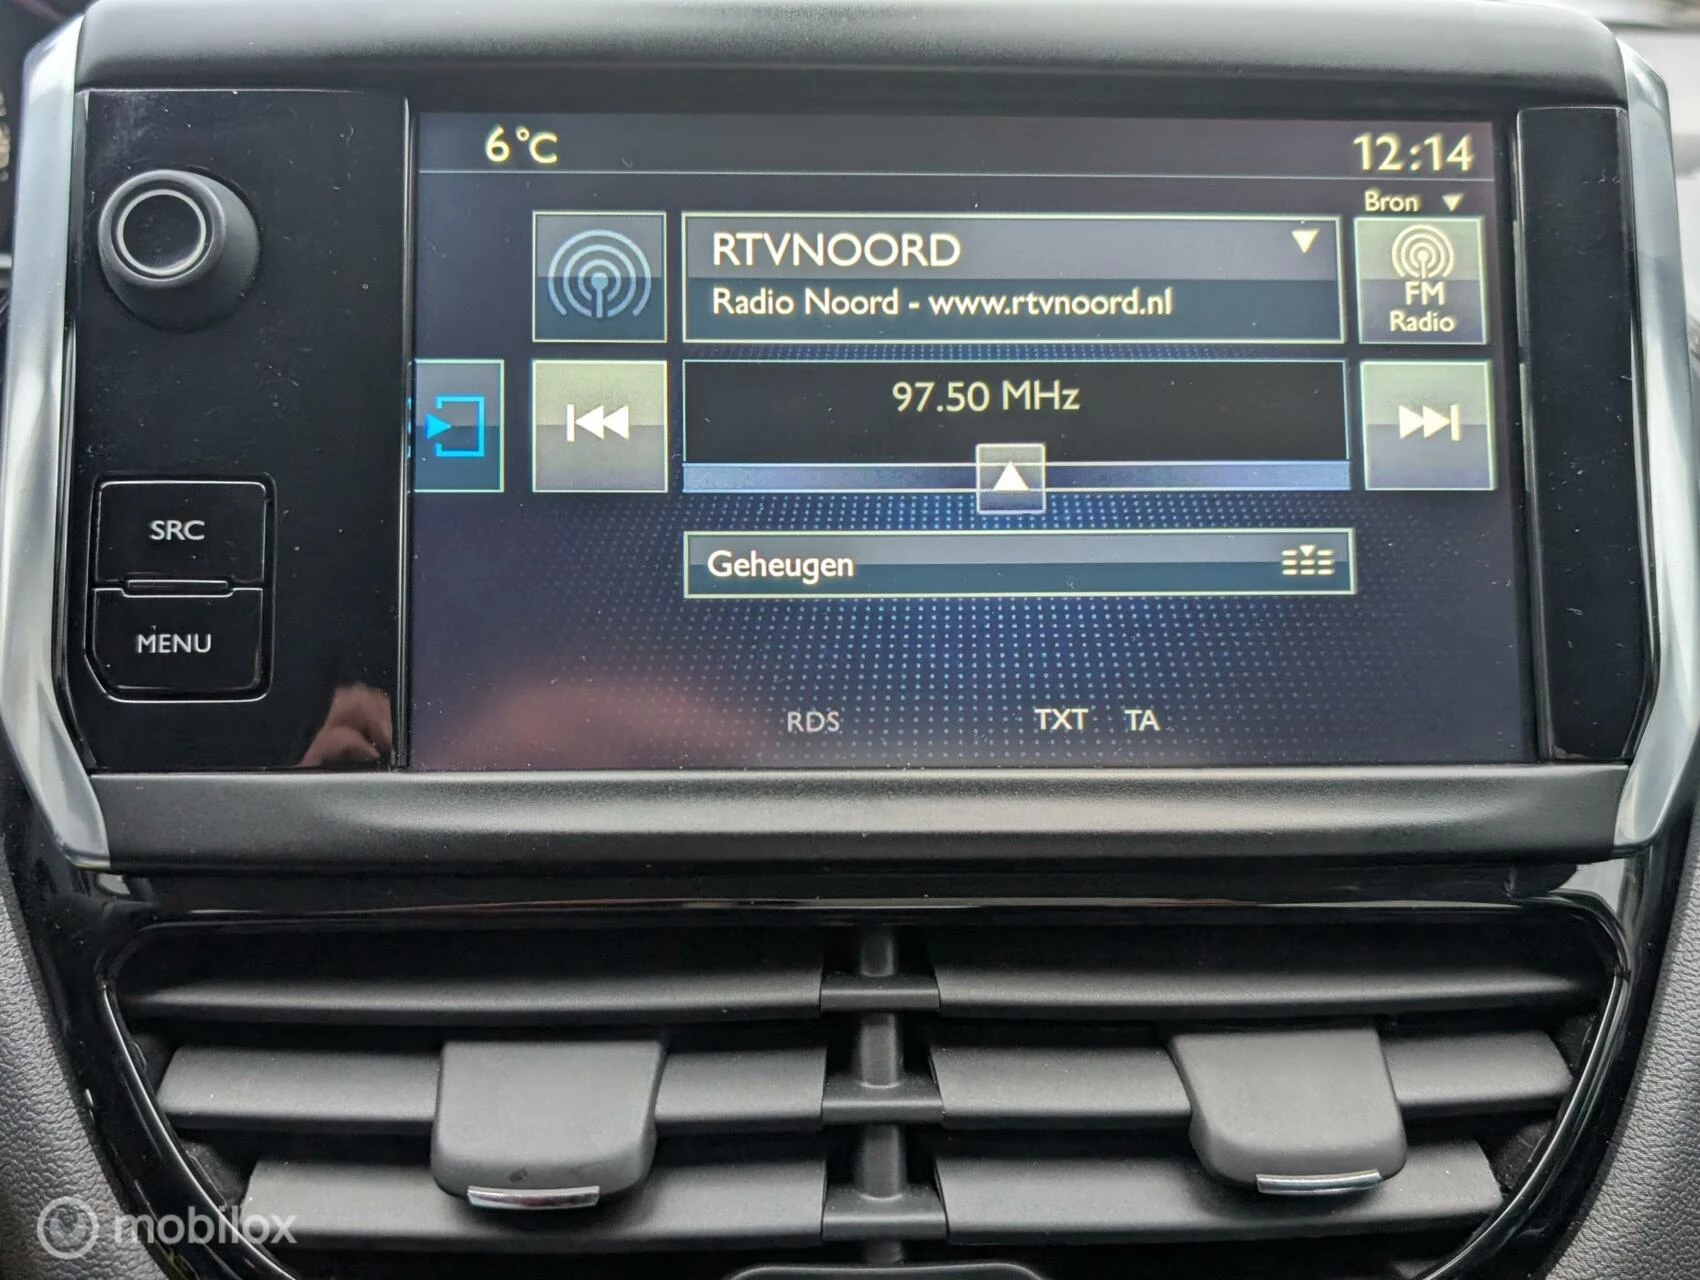 6°C
12:14
Bron
RTVNOORD
Radio Noord - www.rtvnoord.nl
FM
Radio
97.50 MHz
SRC
Geheugen
MENU
RDS
TXT
TA
mobilox